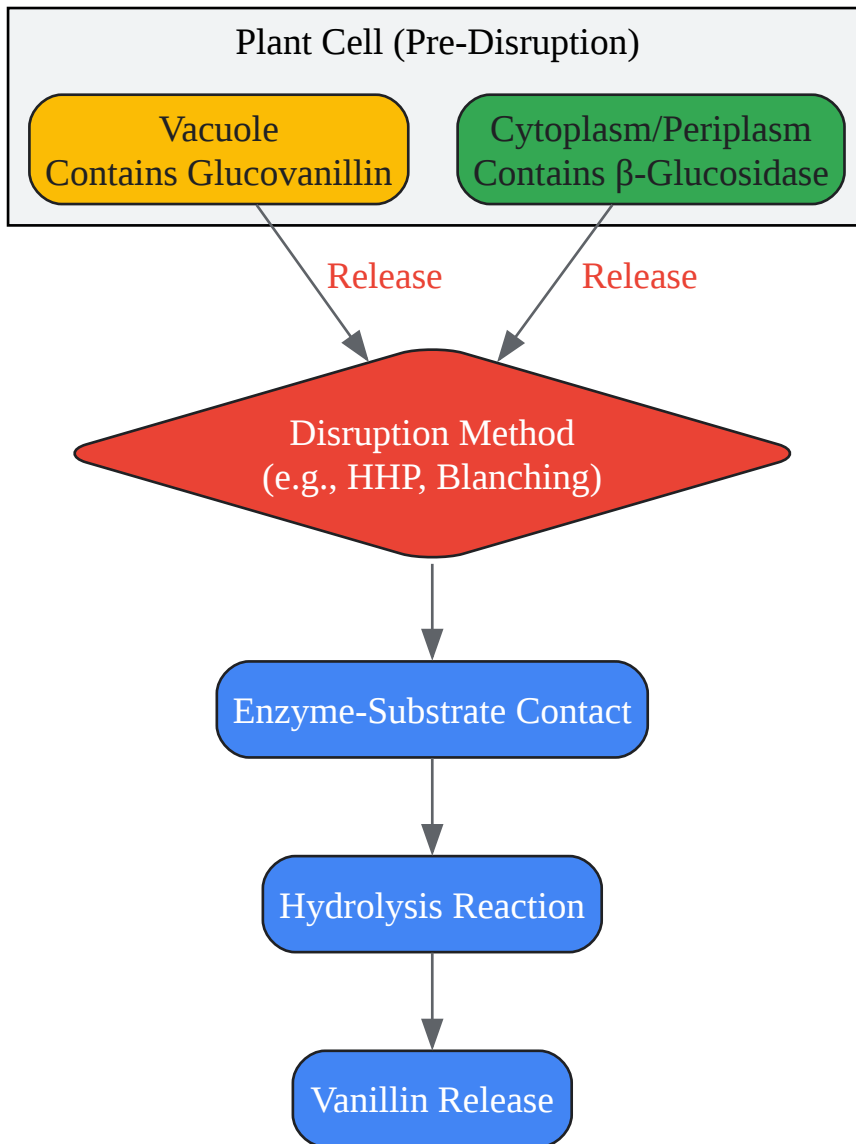 Plant Cell (Pre-Disruption)
Vacuole
Contains Glucovanillin
Cytoplasm/Periplasm
Contains β-Glucosidase
Release
Release
Disruption Method
(e.g., HHP, Blanching)
Enzyme-Substrate Contact
Hydrolysis Reaction
Vanillin Release